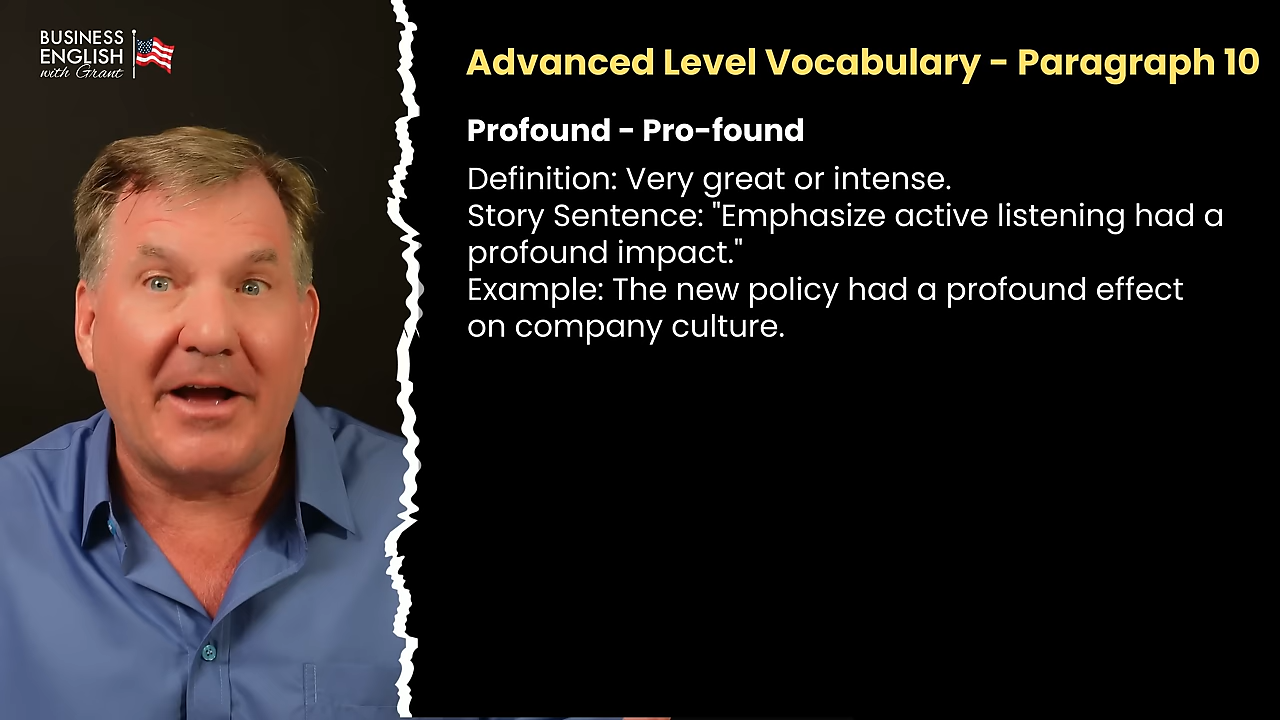 BUSINESS
ENGLISH
with Grant
Advanced Level Vocabulary - Paragraph 10
Profound - Pro-found
Definition: Very great or intense.
Story Sentence: "Emphasize active listening had a
profound impact."
Example: The new policy had a profound effect
on company culture.